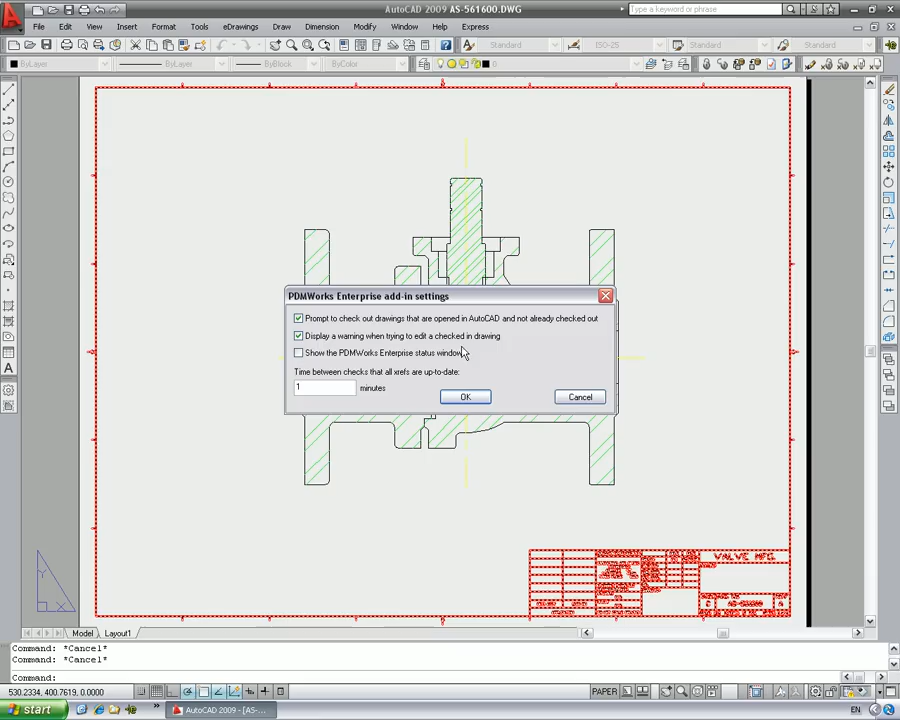 AutoCAD 2009 AS-561600.DWG
Type a keyword or phrase
File Edit View Insert Format Tools eDrawings Draw Dimension Modify Window Help Express
Standard ISO-25 Standard Standard
ByLayer ByLayer ByBlock ByColor 0
PDMWorks Enterprise add-in settings
Prompt to check out drawings that are opened in AutoCAD and not already checked out
Display a warning when trying to edit a checked in drawing
Show the PDMWorks Enterprise status window
Time between checks that all xrefs are up-to-date:
1 minutes
OK Cancel
VALVE MFG.
Y
X
Model Layout1
Command: *Cancel*
Command: *Cancel*
Command:
530.2334, 400.7619, 0.0000 PAPER
start AutoCAD 2009 - [AS-... EN